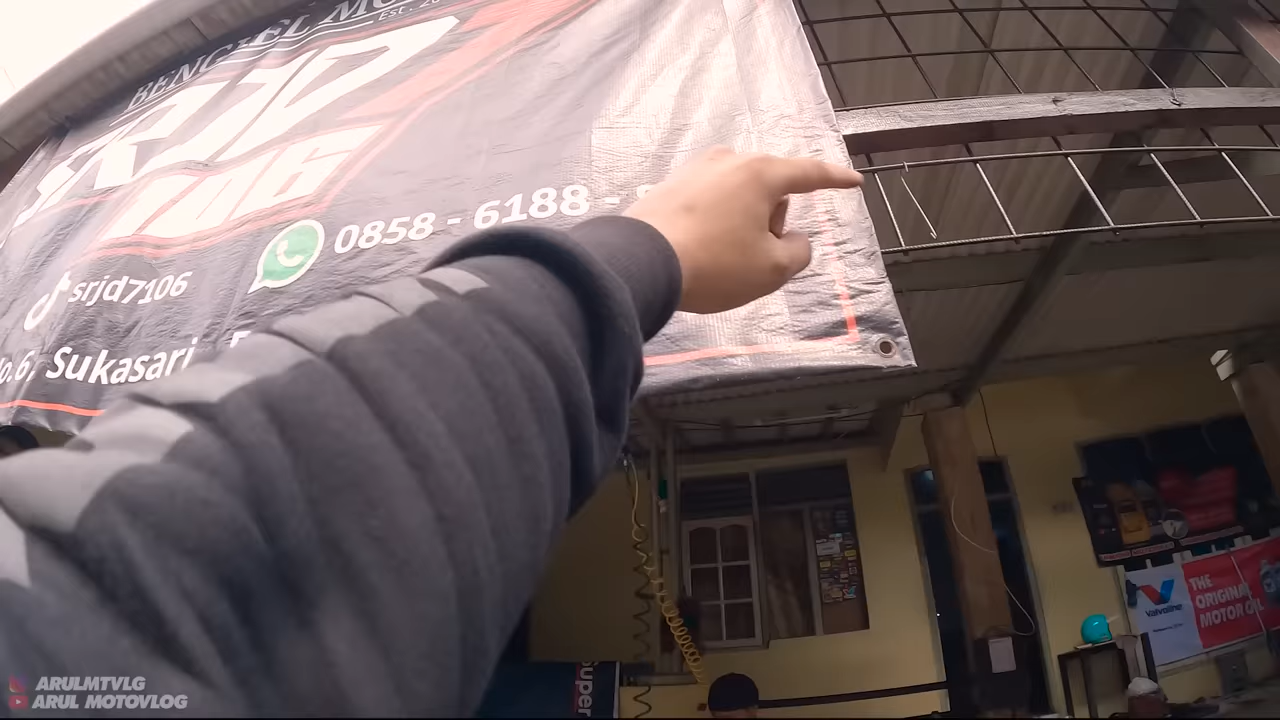 BENGKEL MO
Est. 20
SRJD
7106
0858 - 6188 -
srjd7106
No.6, Sukasari
Valvoline
THE
ORIGINAL
MOTOR OIL
super
ARULMTVLG
ARUL MOTOVLOG